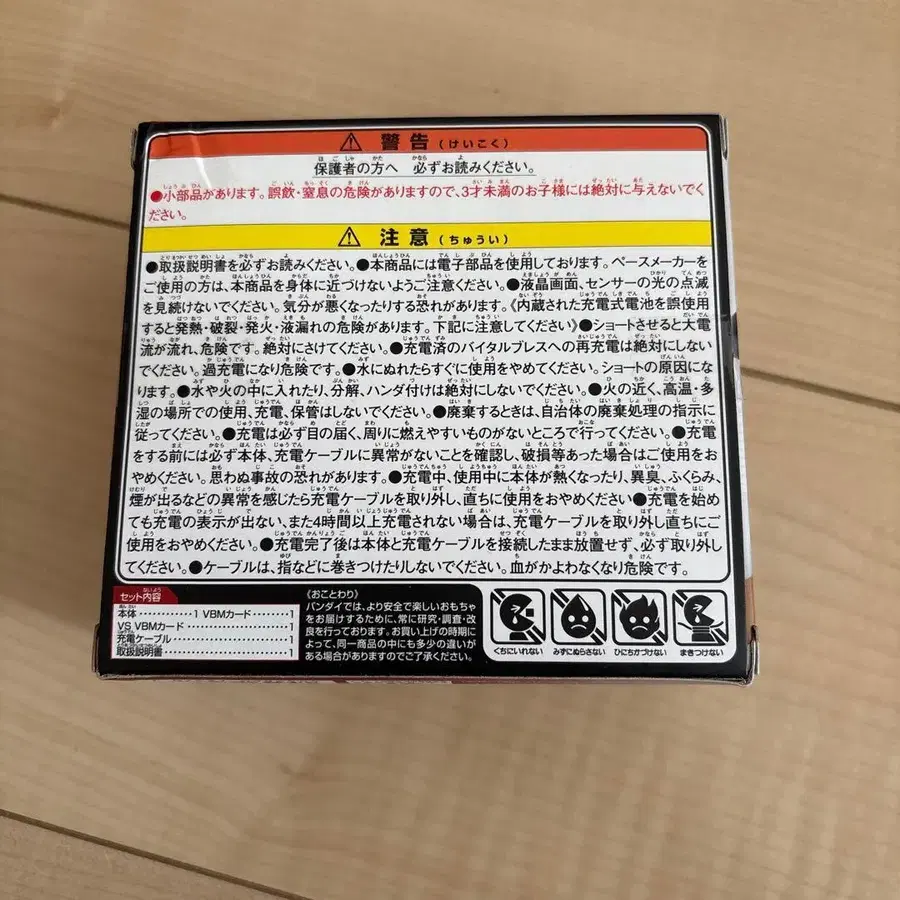 ⚠ 警告 (けいこく)
保護者の方へ 必ずお読みください。
●小部品があります。誤飲・窒息の危険がありますので、3才未満のお子様には絶対に与えないでく
ださい。
⚠ 注意 (ちゅうい)
●取扱説明書を必ずお読みください。●本商品には電子部品を使用しております。ペースメーカーを
ご使用の方は、本商品を身体に近づけないようご注意ください。●液晶画面、センサーの光の点滅
を見続けないでください。気分が悪くなったりする恐れがあります。《内蔵された充電式電池を誤使用
すると発熱・破裂・発火・液漏れの危険があります。下記に注意してください》●ショートさせると大電
流が流れ、危険です。絶対にさけてください。●充電済のバイタルブレスへの再充電は絶対にしない
でください。過充電になり危険です。●水にぬれたらすぐに使用をやめてください。ショートの原因にな
ります。●水や火の中に入れたり、分解、ハンダ付けは絶対にしないでください。●火の近く、高温・多
湿の場所での使用、充電、保管はしないでください。●廃棄するときは、自治体の廃棄処理の指示に
従ってください。●充電は必ず目の届く、周りに燃えやすいものがないところで行ってください。●充電
をする前には必ず本体、充電ケーブルに異常がないことを確認し、破損等あった場合はご使用をお
やめください。思わぬ事故の恐れがあります。●充電中、使用中に本体が熱くなったり、異臭、ふくらみ、
煙が出るなどの異常を感じたら充電ケーブルを取り外し、直ちに使用をおやめください●充電を始め
ても充電の表示が出ない、また4時間以上充電されない場合は、充電ケーブルを取り外し直ちにご
使用をおやめください。●充電完了後は本体と充電ケーブルを接続したまま放置せず、必ず取り外し
てください。●ケーブルは、指などに巻きつけたりしないでください。血がかよわなくなり危険です。
セット内容
本体………1 VBMカード………1
VS VBMカード………………1
充電ケーブル………………1
取扱説明書…………………1
《おことわり》
バンダイでは、より安全で楽しいおもちゃ
をお届けするために、常に研究・調査・改
良を行っております。お買い上げの時期によ
って、同一商品の中にも多少の違いが
ある場合がありますのでご了承ください。
くちにいれない みずにぬらさない ひにちかづけない まきつけない